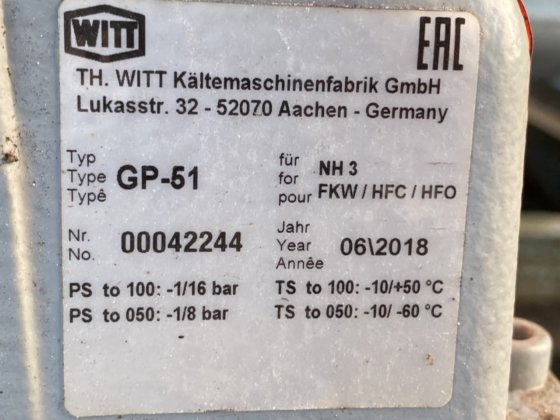 WITT
EAC
TH. WITT Kältemaschinenfabrik GmbH
Lukasstr. 32 - 52070 Aachen - Germany
Typ
Type GP-51
Typê
für
for
pour
NH 3
FKW / HFC / HFO
Nr.
No. 00042244
Jahr
Year 06\2018
Année
PS to 100: -1/16 bar TS to 100: -10/+50 °C
PS to 050: -1/8 bar TS to 050: -10/ -60 °C